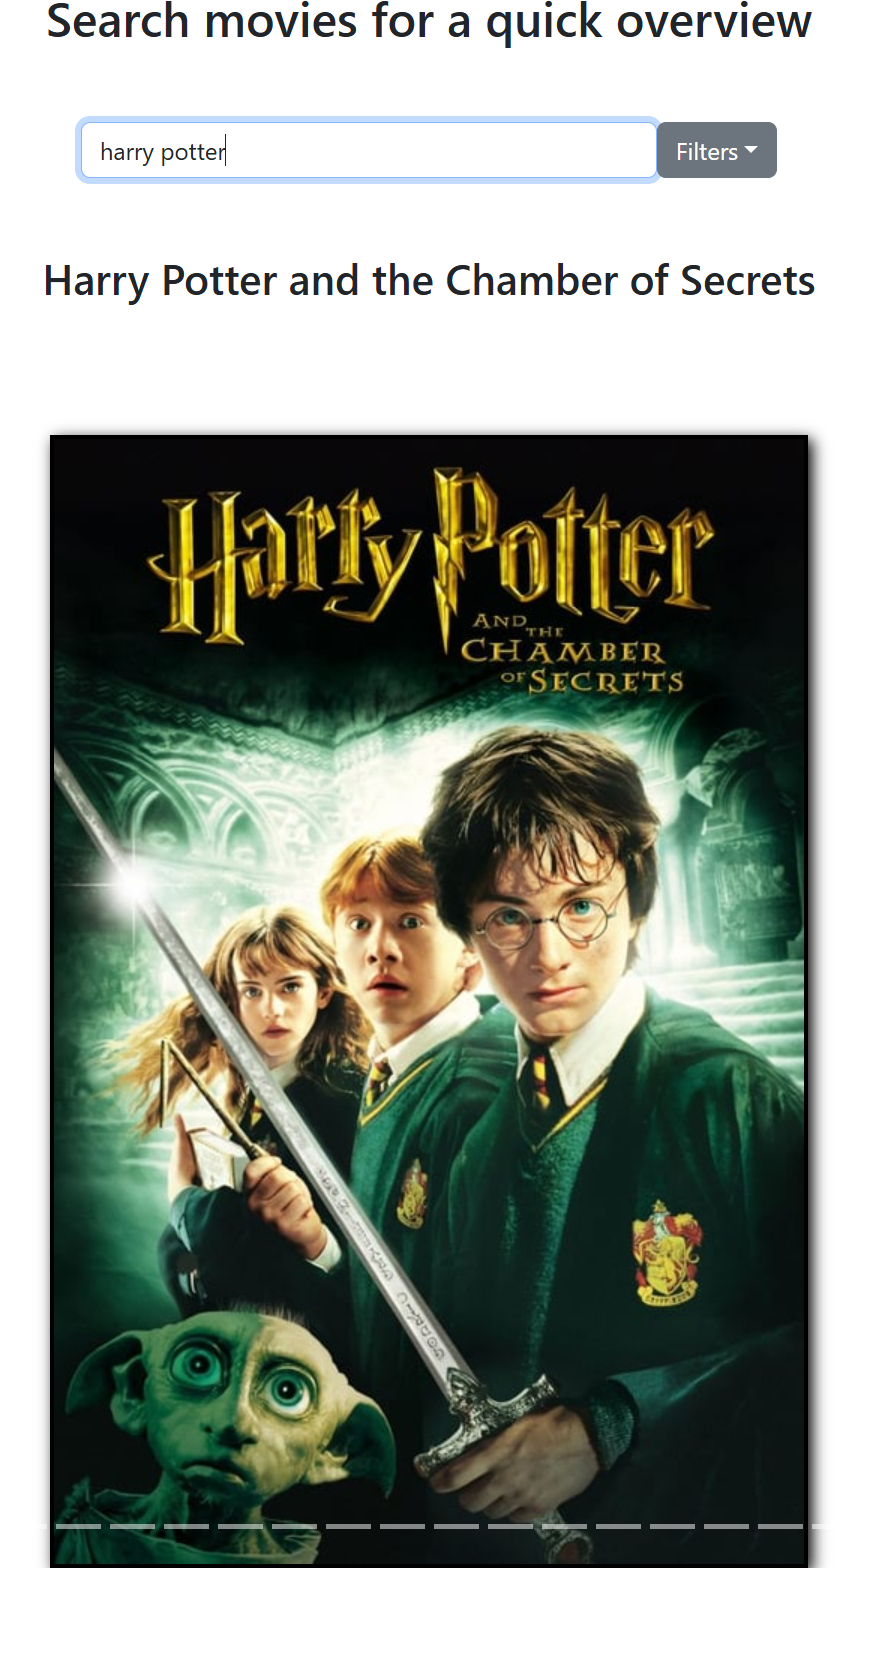 Search movies for a quick overview
harry potter
Filters
Harry Potter and the Chamber of Secrets
Harry Potter
AND THE
CHAMBER
OF SECRETS